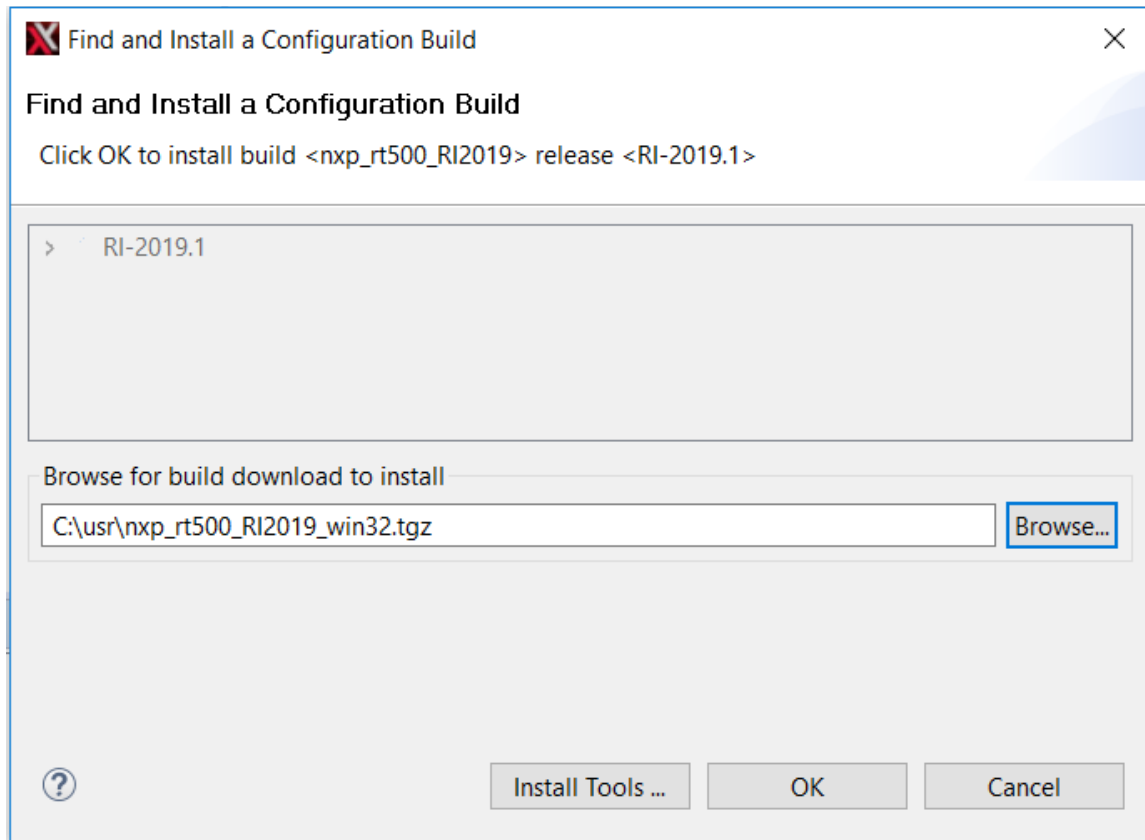 Find and Install a Configuration Build
Find and Install a Configuration Build
Click OK to install build <nxp_rt500_RI2019> release <RI-2019.1>
RI-2019.1
Browse for build download to install
C:\usr\nxp_rt500_RI2019_win32.tgz
Browse...
Install Tools ...
OK
Cancel